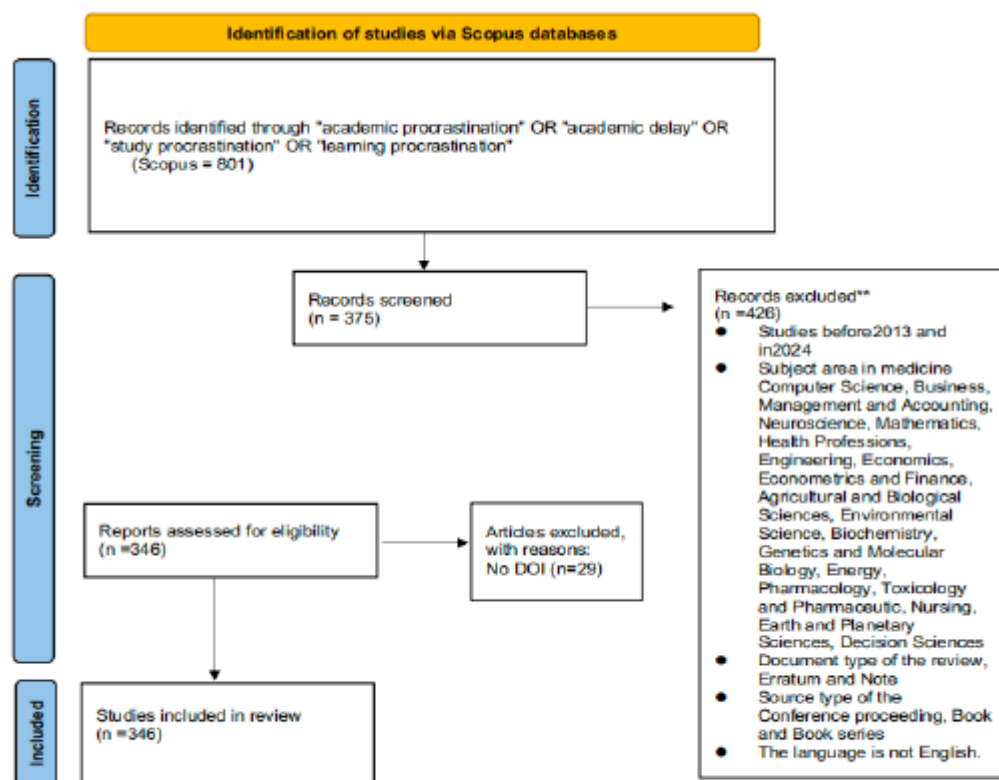 Identification of studies via Scopus databases
Identification
Records identified through "academic procrastination" OR "academic delay" OR
"study procrastination" OR "learning procrastination"
(Scopus = 801)
Screening
Records screened
(n = 375)
Records excluded**
(n =426)
● Studies before2013 and
in2024
● Subject area in medicine
Computer Science, Business,
Management and Accounting,
Neuroscience, Mathematics,
Health Professions,
Engineering, Economics,
Econometrics and Finance,
Agricultural and Biological
Sciences, Environmental
Science, Biochemistry,
Genetics and Molecular
Biology, Energy,
Pharmacology, Toxicology
and Pharmaceutic, Nursing,
Earth and Planetary
Sciences, Decision Sciences
● Document type of the review,
Erratum and Note
● Source type of the
Conference proceeding, Book
and Book series
● The language is not English.
Reports assessed for eligibility
(n =346)
Articles excluded,
with reasons:
No DOI (n=29)
Included
Studies included in review
(n =346)